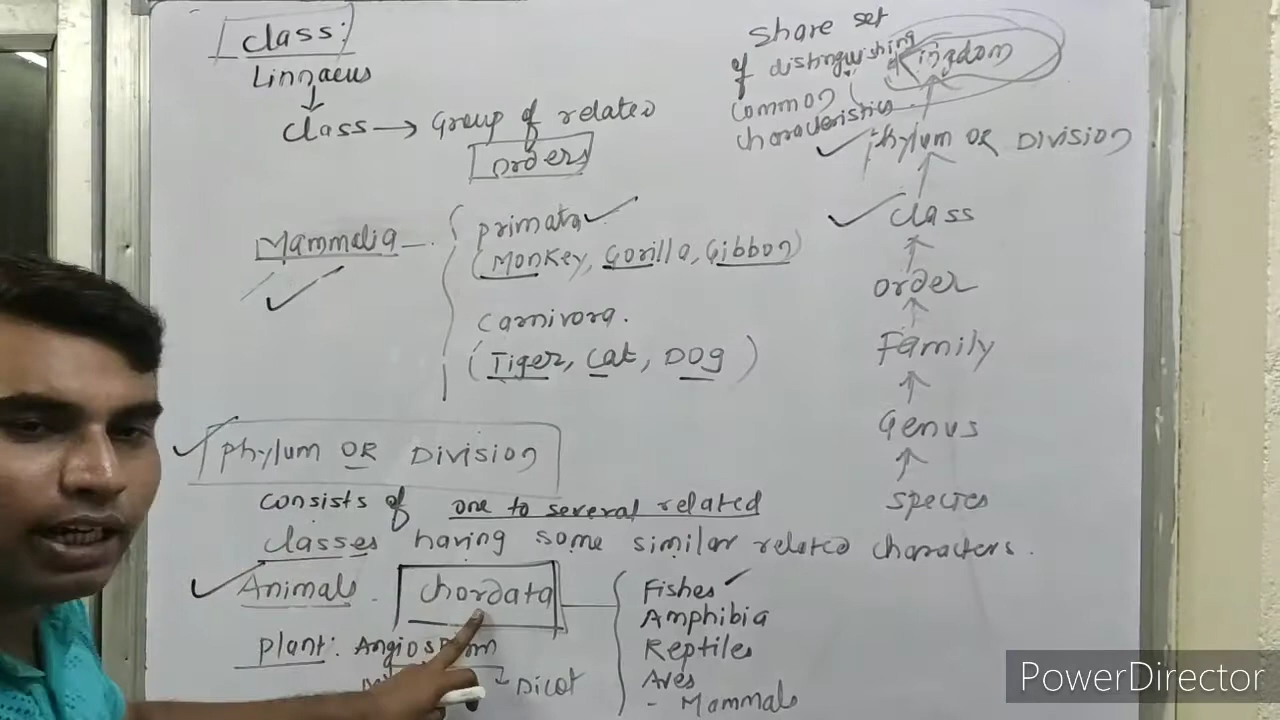 Class:
Linnaeus
↓
Class → Group of related
orders
Mammalia - primata
(Monkey, Gorilla, Gibbon)
Carnivora.
(Tiger, Cat, Dog)
Phylum OR Division
consists of one to several related
classes having some similar related characters.
Animals. Chordata
Fishes
Amphibia
Reptiles
Aves
- Mammals
Plant: Angiosperm
Dicot
Share set
of distinguishing
common
characteristics.
Kingdom
↑
Phylum OR Division
↑
Class
↑
Order
↑
Family
↑
Genus
↑
Species
PowerDirector